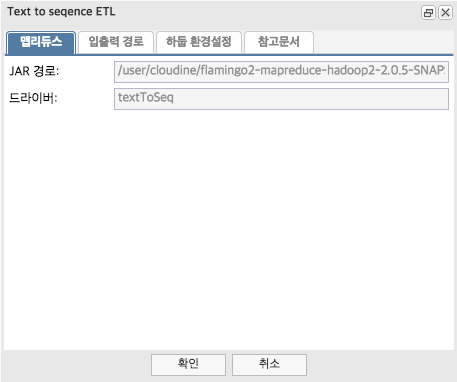 Text to seqence ETL
맵리듀스 입출력 경로 하둡 환경설정 참고문서
JAR 경로: /user/cloudine/flamingo2-mapreduce-hadoop2-2.0.5-SNAP
드라이버: textToSeq
확인 취소